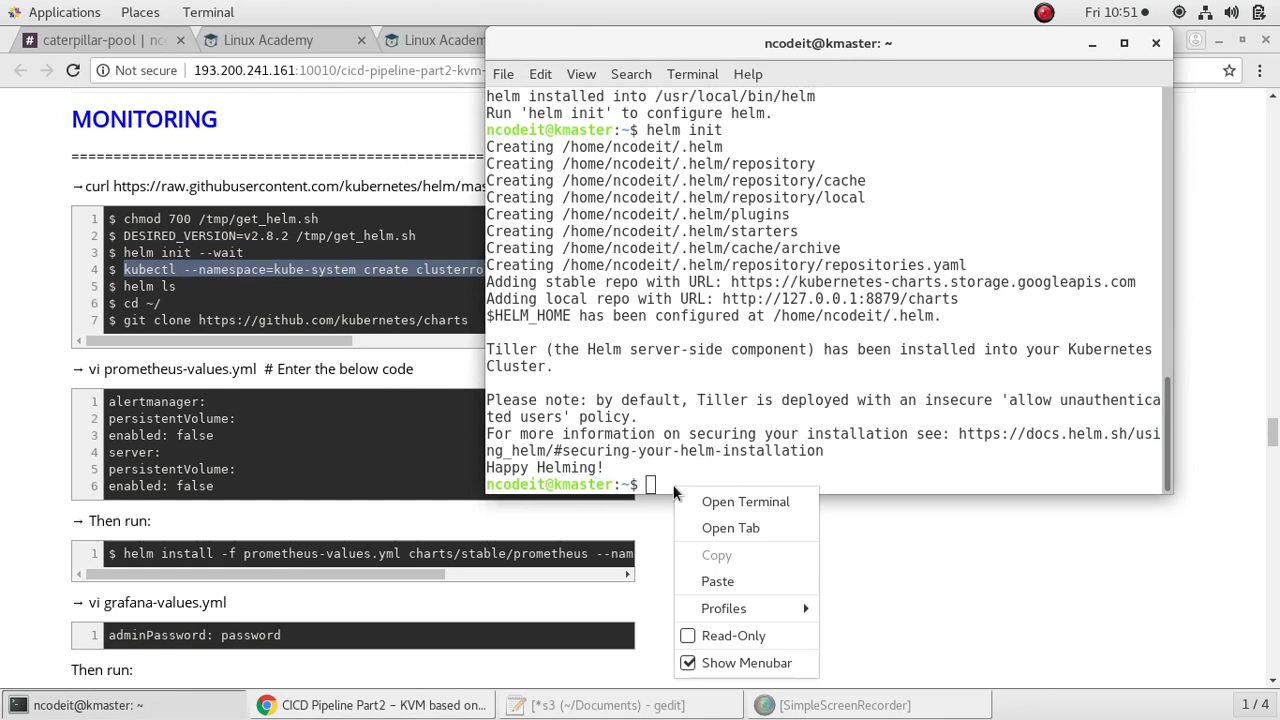 Applications Places Terminal Fri 10:51
caterpillar-pool | nc
Linux Academy
Linux Academ
Not secure 193.200.241.161:10010/cicd-pipeline-part2-kvm-
MONITORING
→curl https://raw.githubusercontent.com/kubernetes/helm/mas
1 $ chmod 700 /tmp/get_helm.sh
2 $ DESIRED_VERSION=v2.8.2 /tmp/get_helm.sh
3 $ helm init --wait
4 $ kubectl --namespace=kube-system create clusterro
5 $ helm ls
6 $ cd ~/
7 $ git clone https://github.com/kubernetes/charts
→ vi prometheus-values.yml # Enter the below code
1 alertmanager:
2 persistentVolume:
3 enabled: false
4 server:
5 persistentVolume:
6 enabled: false
→ Then run:
1 $ helm install -f prometheus-values.yml charts/stable/prometheus --nam
→ vi grafana-values.yml
1 adminPassword: password
Then run:
ncodeit@kmaster: ~
File Edit View Search Terminal Help
helm installed into /usr/local/bin/helm
Run 'helm init' to configure helm.
ncodeit@kmaster:~$ helm init
Creating /home/ncodeit/.helm
Creating /home/ncodeit/.helm/repository
Creating /home/ncodeit/.helm/repository/cache
Creating /home/ncodeit/.helm/repository/local
Creating /home/ncodeit/.helm/plugins
Creating /home/ncodeit/.helm/starters
Creating /home/ncodeit/.helm/cache/archive
Creating /home/ncodeit/.helm/repository/repositories.yaml
Adding stable repo with URL: https://kubernetes-charts.storage.googleapis.com
Adding local repo with URL: http://127.0.0.1:8879/charts
$HELM_HOME has been configured at /home/ncodeit/.helm.
Tiller (the Helm server-side component) has been installed into your Kubernetes
Cluster.
Please note: by default, Tiller is deployed with an insecure 'allow unauthentica
ted users' policy.
For more information on securing your installation see: https://docs.helm.sh/usi
ng_helm/#securing-your-helm-installation
Happy Helming!
ncodeit@kmaster:~$
Open Terminal
Open Tab
Copy
Paste
Profiles
Read-Only
Show Menubar
ncodeit@kmaster: ~
CICD Pipeline Part2 – KVM based on...
[*s3 (~/Documents) - gedit]
[SimpleScreenRecorder]
1 / 4